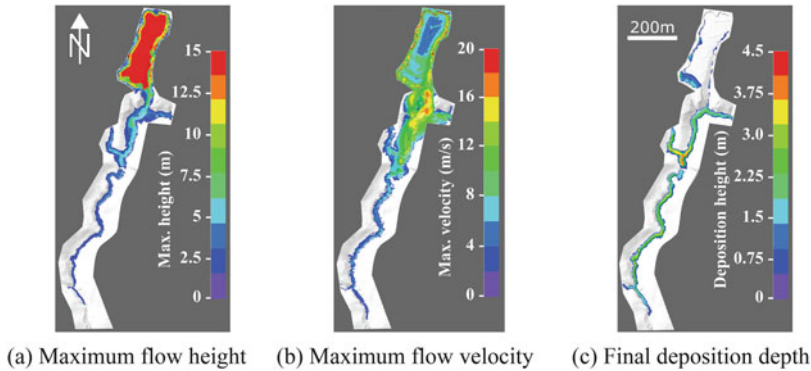 N
15
12.5
10
7.5
5
2.5
0
Max. height (m)
20
16
12
8
4
0
Max. velocity (m/s)
200m
4.5
3.75
3.0
2.25
1.5
0.75
0
Deposition height (m)
(a) Maximum flow height
(b) Maximum flow velocity
(c) Final deposition depth